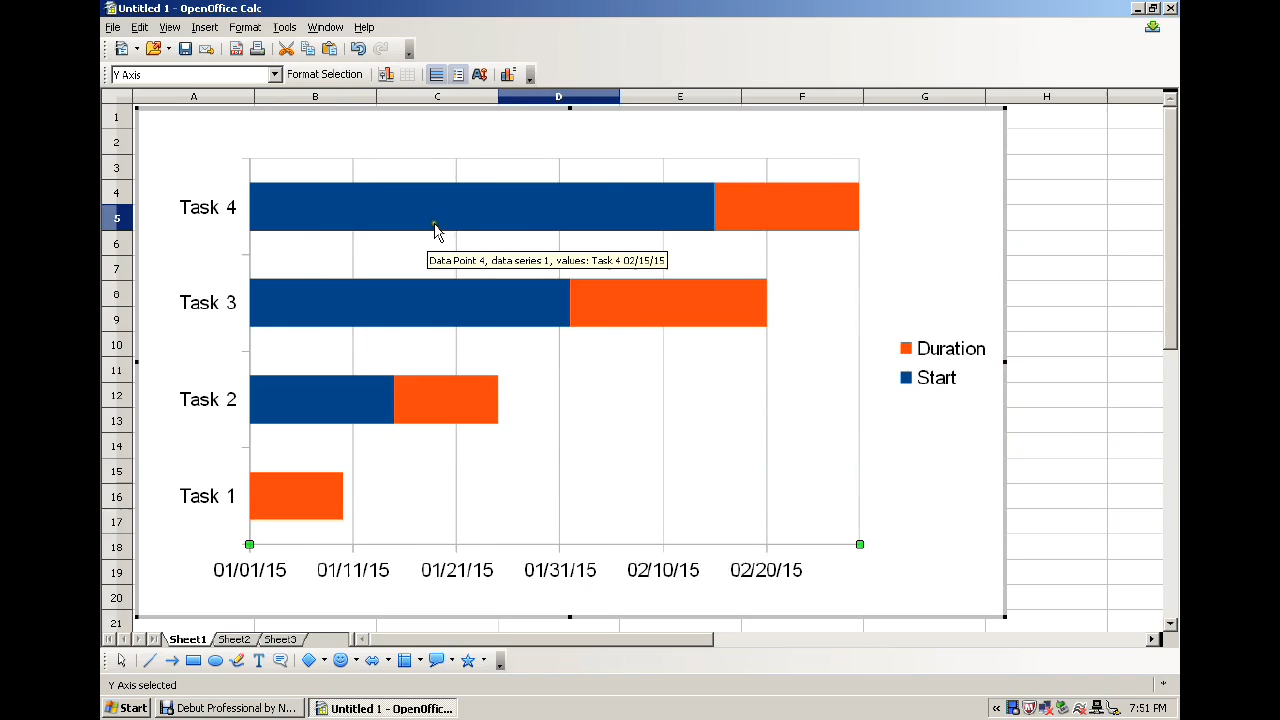 Untitled 1 - OpenOffice Calc
File Edit View Insert Format Tools Window Help
Y Axis Format Selection
A B C D E F G H
1
2
3
4
5
6
7
8
9
10
11
12
13
14
15
16
17
18
19
20
21
Task 4
Data Point 4, data series 1, values: Task 4 02/15/15
Task 3
Duration
Start
Task 2
Task 1
01/01/15 01/11/15 01/21/15 01/31/15 02/10/15 02/20/15
Sheet1 Sheet2 Sheet3
Y Axis selected
Start Debut Professional by N... Untitled 1 - OpenOffic... « 7:51 PM